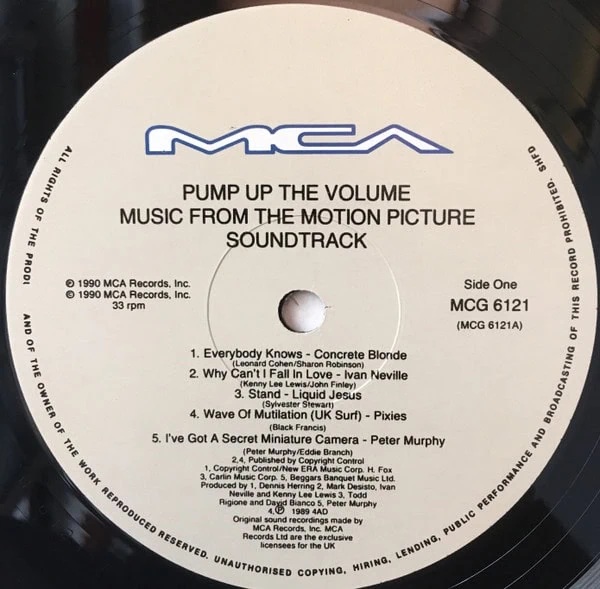 MCA
PUMP UP THE VOLUME
MUSIC FROM THE MOTION PICTURE
SOUNDTRACK
℗ 1990 MCA Records, Inc.
© 1990 MCA Records, Inc.
33 rpm
Side One
MCG 6121
(MCG 6121A)
1. Everybody Knows - Concrete Blonde
(Leonard Cohen/Sharon Robinson)
2. Why Can't I Fall In Love - Ivan Neville
(Kenny Lee Lewis/John Finley)
3. Stand - Liquid Jesus
(Sylvester Stewart)
4. Wave Of Mutilation (UK Surf) - Pixies
(Black Francis)
5. I've Got A Secret Miniature Camera - Peter Murphy
(Peter Murphy/Eddie Branch)
2,4, Published by Copyright Control
1, Copyright Control/New ERA Music Corp. H. Fox
3, Carlin Music Corp. 5, Beggars Banquet Music Ltd.
Produced by 1, Dennis Herring 2, Mark Desisto, Ivan
Neville and Kenny Lee Lewis 3, Todd
Rigione and David Bianco 5, Peter Murphy
4,℗ 1989 4AD
Original sound recordings made by
MCA Records, Inc. MCA
Records Ltd are the exclusive
licensees for the UK
ALL RIGHTS OF THE PRODU AND OF THE OWNER OF THE WORK REPRODUCED RESERVED. UNAUTHORISED COPYING, HIRING, LENDING, PUBLIC PERFORMANCE AND BROADCASTING OF THIS RECORD PROHIBITED. SHFD